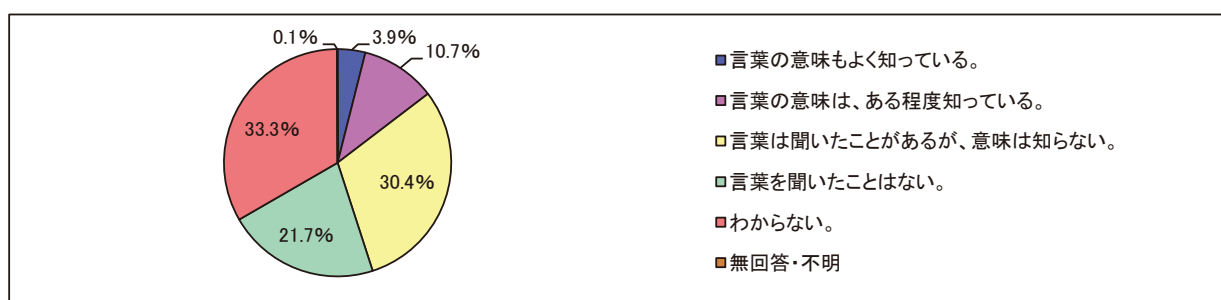 0.1%
3.9%
10.7%
30.4%
21.7%
33.3%
言葉の意味もよく知っている。
言葉の意味は、ある程度知っている。
言葉は聞いたことがあるが、意味は知らない。
言葉を聞いたことはない。
わからない。
無回答・不明